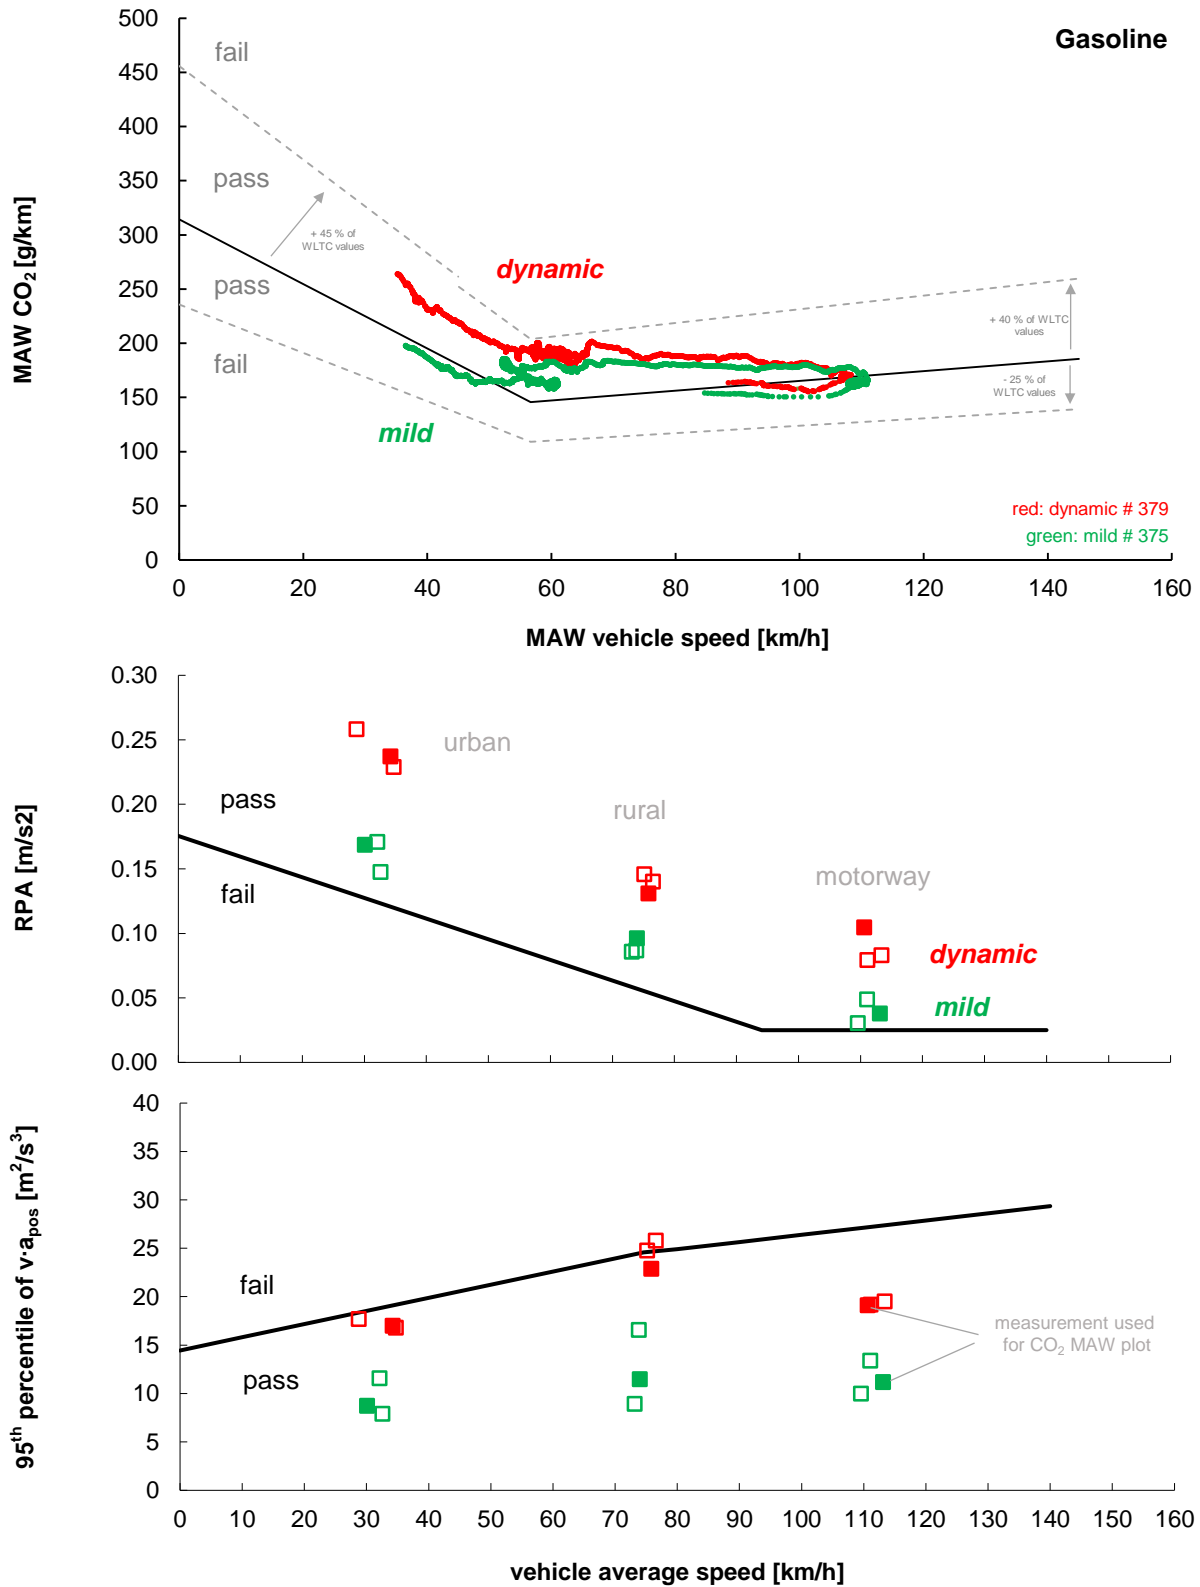 Gasoline
MAW CO2 [g/km]
500
450
400
350
300
250
200
150
100
50
0
fail
pass
pass
fail
+ 45 % of
WLTC values
dynamic
mild
+ 40 % of WLTC
values
- 25 % of
WLTC values
red: dynamic # 379
green: mild # 375
0 20 40 60 80 100 120 140 160
MAW vehicle speed [km/h]
RPA [m/s2]
0.30
0.25
0.20
0.15
0.10
0.05
0.00
urban
rural
motorway
pass
fail
dynamic
mild
95th percentile of v·apos [m2/s3]
40
35
30
25
20
15
10
5
0
fail
pass
measurement used
for CO2 MAW plot
0 10 20 30 40 50 60 70 80 90 100 110 120 130 140 150 160
vehicle average speed [km/h]